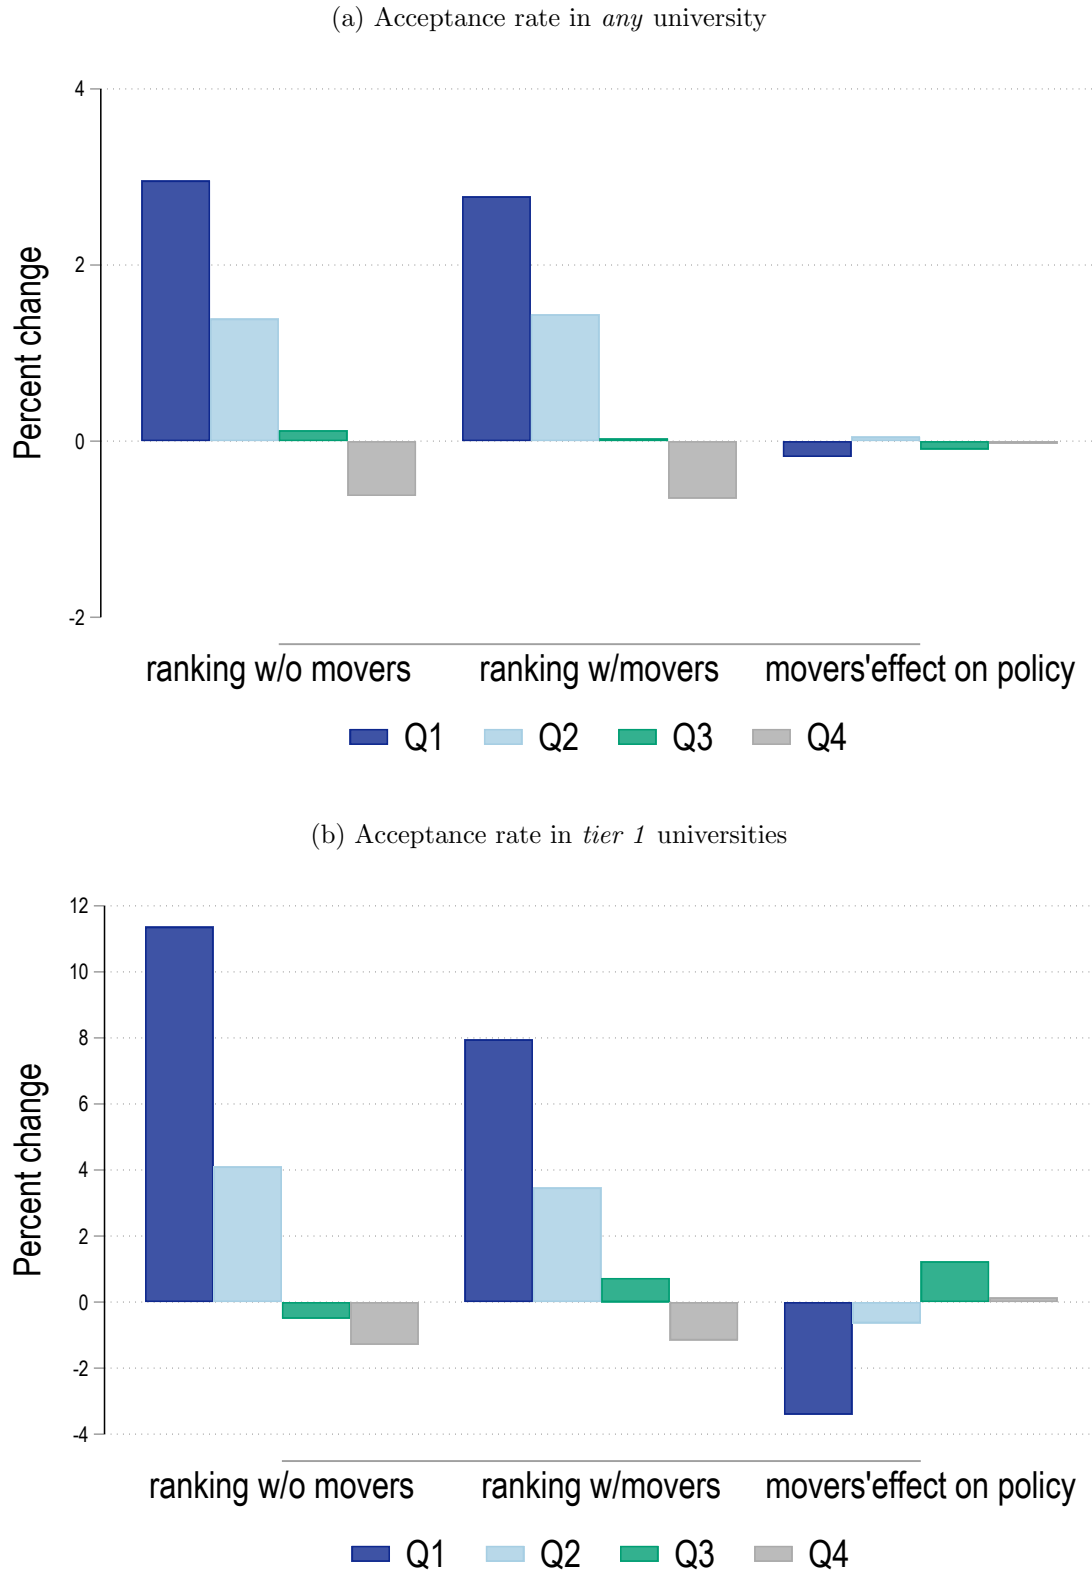 (a) Acceptance rate in any university
4
2
0
-2
Percent change
ranking w/o movers
ranking w/movers
movers'effect on policy
Q1 Q2 Q3 Q4
(b) Acceptance rate in tier 1 universities
12
10
8
6
4
2
0
-2
-4
Percent change
ranking w/o movers
ranking w/movers
movers'effect on policy
Q1 Q2 Q3 Q4